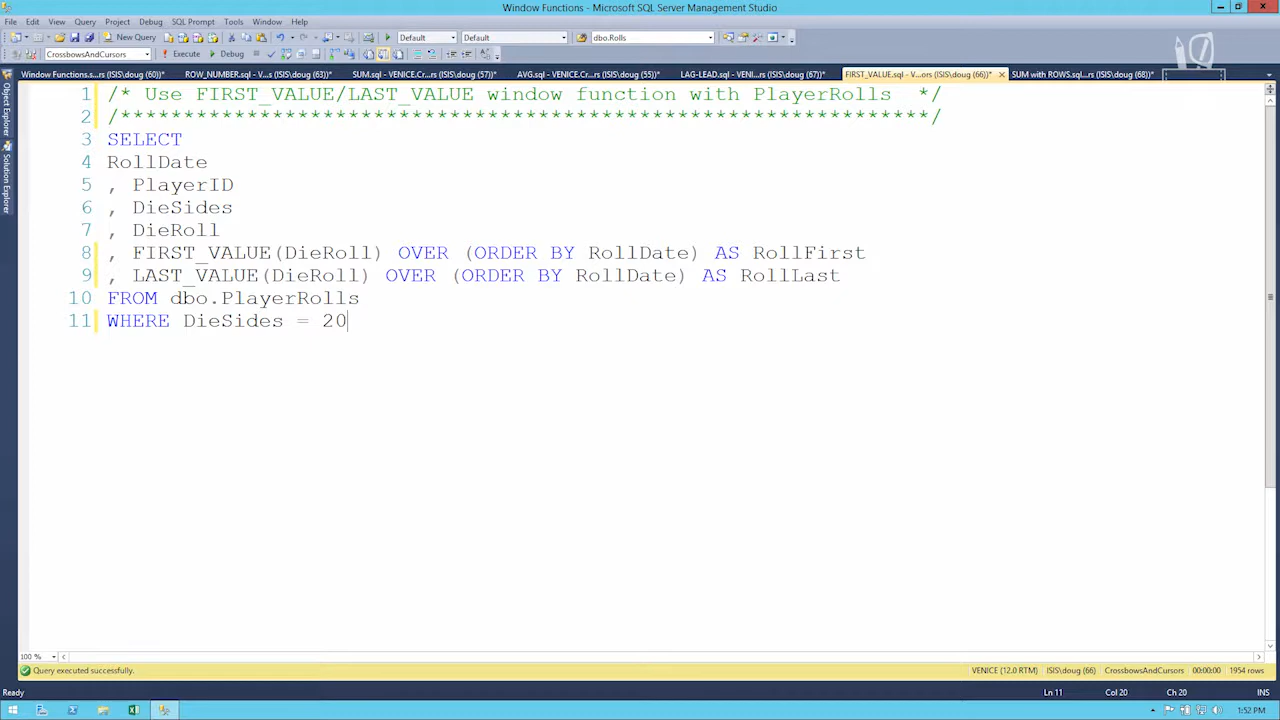 Window Functions - Microsoft SQL Server Management Studio
File Edit View Query Project Debug SQL Prompt Tools Window Help
New Query Default Default dbo.Rolls
CrossbowsAndCursors Execute Debug
Window Functions.s...rs (ISIS\doug (60))* ROW_NUMBER.sql - V...rs (ISIS\doug (63))* SUM.sql - VENICE.Cr...rs (ISIS\doug (57))* AVG.sql - VENICE.Cr...rs (ISIS\doug (55))* LAG-LEAD.sql - VENI...rs (ISIS\doug (67))* FIRST_VALUE.sql - V...ors (ISIS\doug (66))* SUM with ROWS.sql...rs (ISIS\doug (68))*
Object Explorer
Solution Explorer
1 /* Use FIRST_VALUE/LAST_VALUE window function with PlayerRolls */
2 /****************************************************************/
3 SELECT
4 RollDate
5 , PlayerID
6 , DieSides
7 , DieRoll
8 , FIRST_VALUE(DieRoll) OVER (ORDER BY RollDate) AS RollFirst
9 , LAST_VALUE(DieRoll) OVER (ORDER BY RollDate) AS RollLast
10 FROM dbo.PlayerRolls
11 WHERE DieSides = 20
100 %
Query executed successfully. VENICE (12.0 RTM) ISIS\doug (66) CrossbowsAndCursors 00:00:00 1954 rows
Ready Ln 11 Col 20 Ch 20 INS
1:52 PM